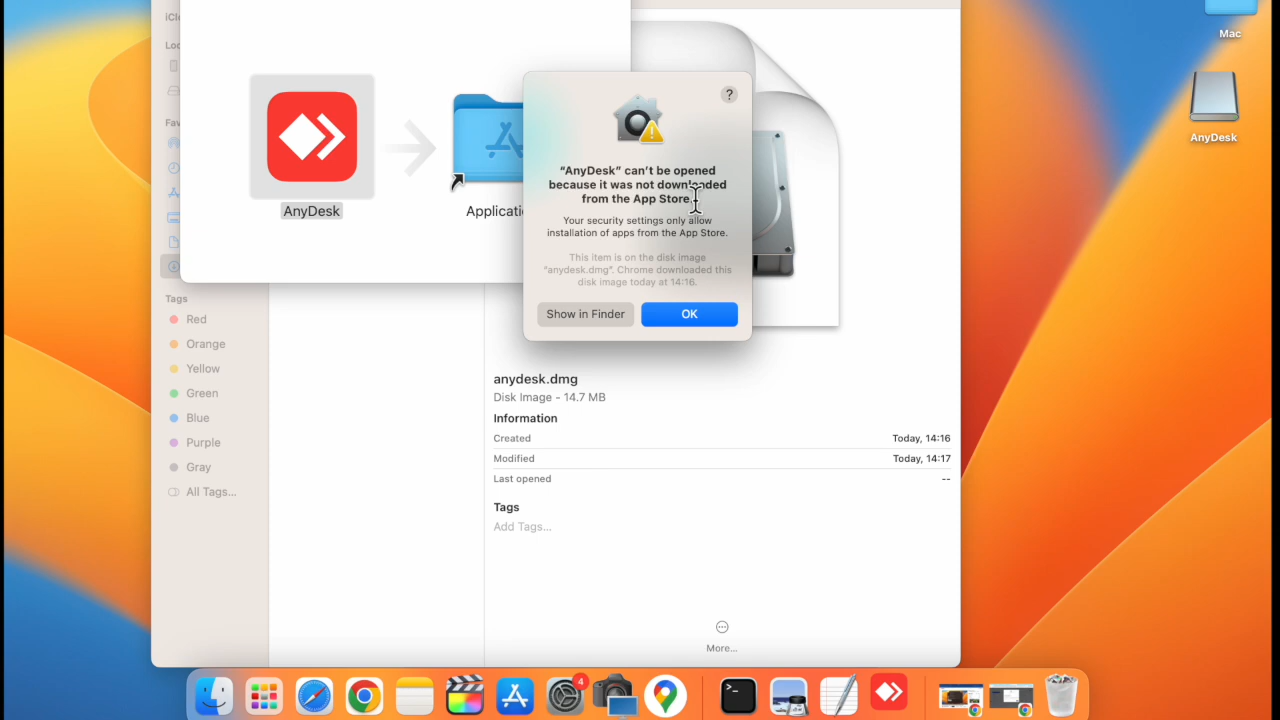 iClo
Mac
Loc
AnyDesk
Fav
?
“AnyDesk” can’t be opened
because it was not downloaded
from the App Store.
Your security settings only allow
installation of apps from the App Store.
This item is on the disk image
“anydesk.dmg”. Chrome downloaded this
disk image today at 14:16.
Show in Finder
OK
AnyDesk
Applicati
Tags
Red
Orange
Yellow
Green
Blue
Purple
Gray
All Tags...
anydesk.dmg
Disk Image - 14.7 MB
Information
Created
Today, 14:16
Modified
Today, 14:17
Last opened
--
Tags
Add Tags...
More...
4
>_